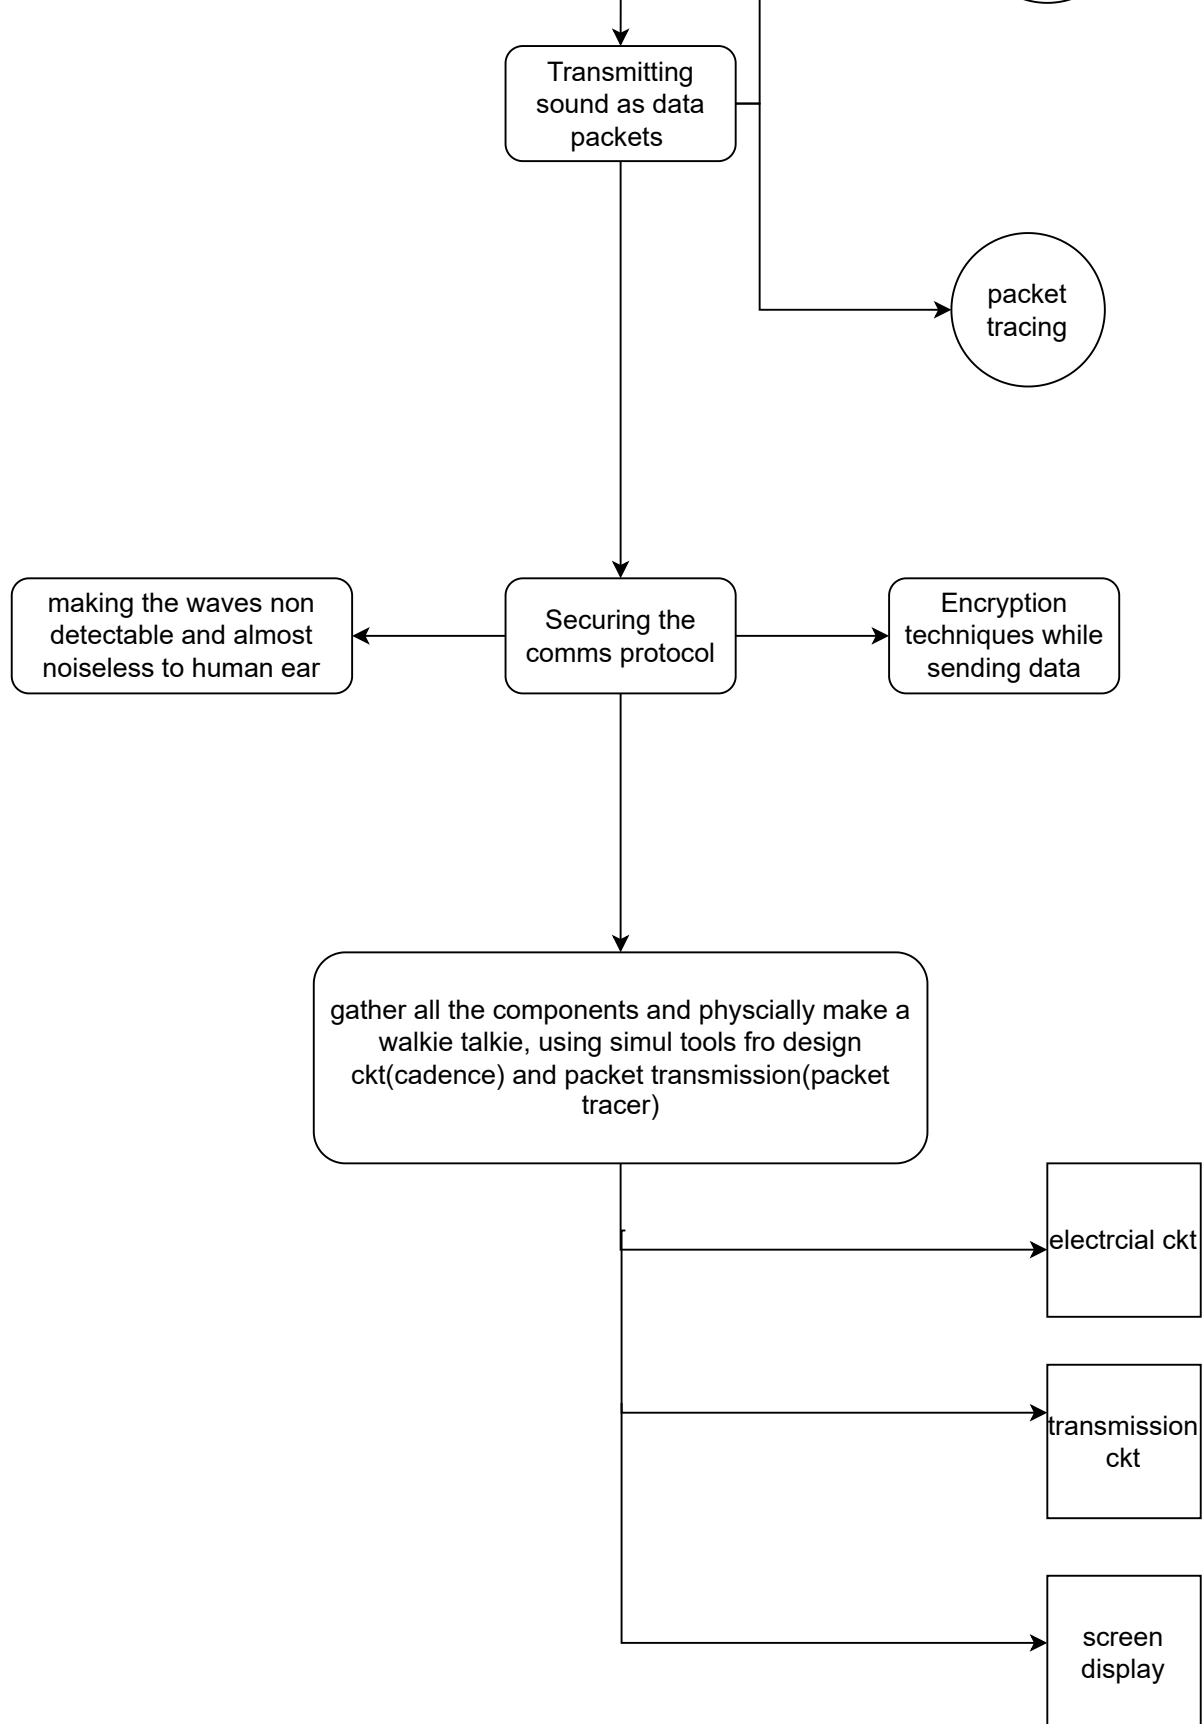 Transmitting
sound as data
packets
packet
tracing
making the waves non
detectable and almost
noiseless to human ear
Securing the
comms protocol
Encryption
techniques while
sending data
gather all the components and physcially make a
walkie talkie, using simul tools fro design
ckt(cadence) and packet transmission(packet
tracer)
electrcial ckt
transmission
ckt
screen
display